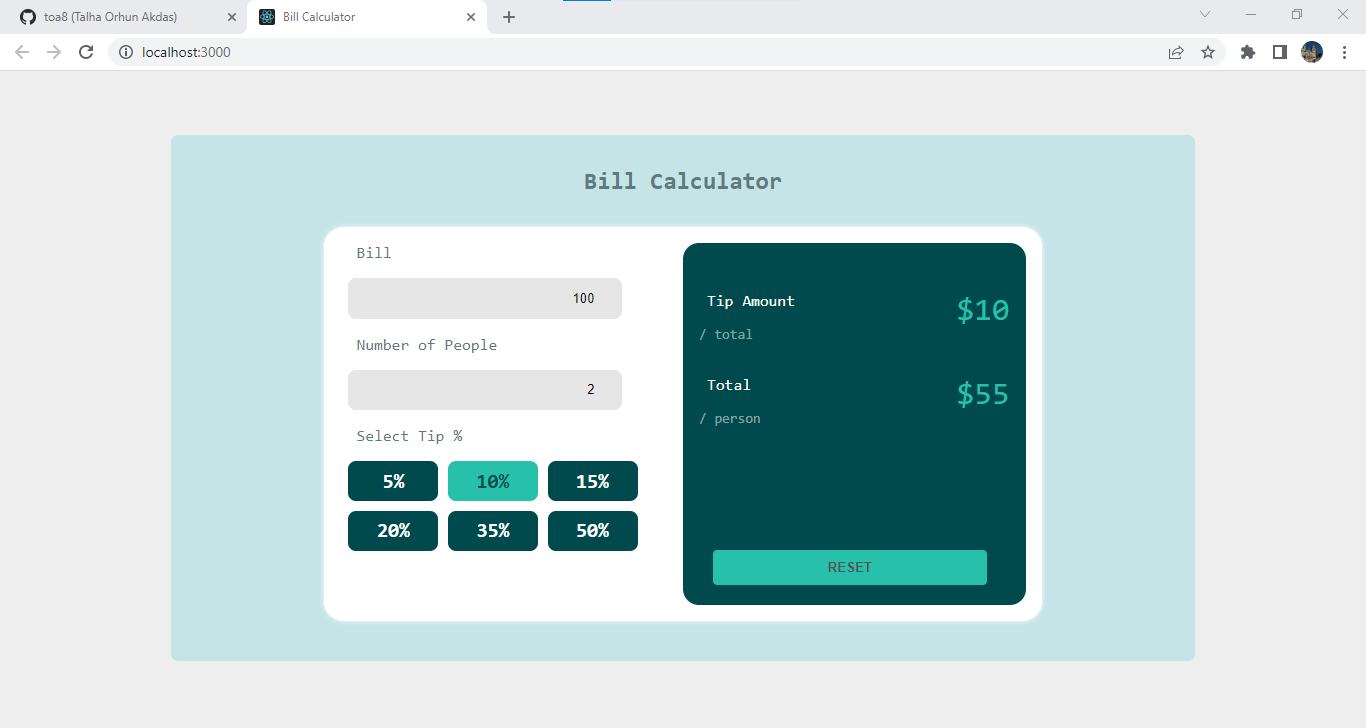 toa8 (Talha Orhun Akdas)
Bill Calculator
localhost:3000
Bill Calculator
Bill
100
Number of People
2
Select Tip %
5% 10% 15%
20% 35% 50%
Tip Amount $10
/ total
Total $55
/ person
RESET